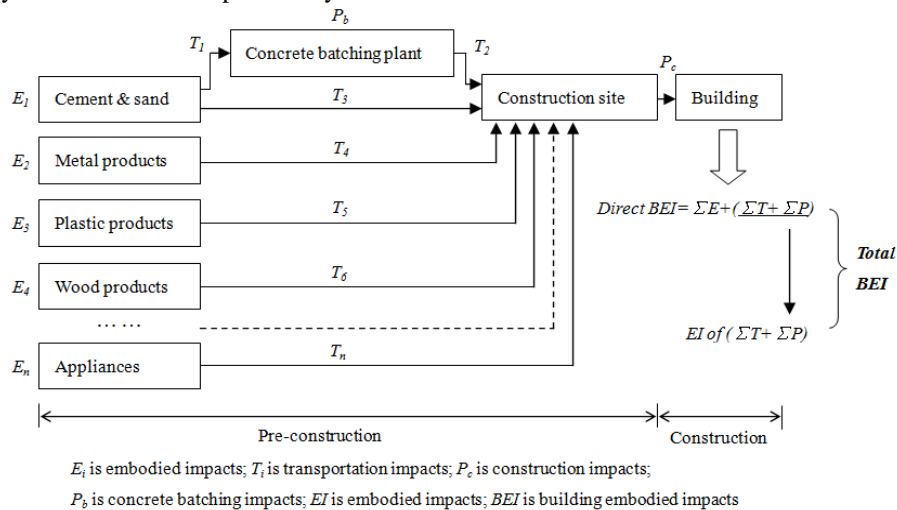 P_b
T_1
Concrete batching plant
T_2
P_c
E_1
Cement & sand
T_3
Construction site
Building
E_2
Metal products
T_4
E_3
Plastic products
T_5
Direct BEI= ΣE+(ΣT+ ΣP)
E_4
Wood products
T_6
Total
BEI
... ...
EI of (ΣT+ ΣP)
E_n
Appliances
T_n
Pre-construction
Construction
E_i is embodied impacts; T_i is transportation impacts; P_c is construction impacts;
P_b is concrete batching impacts; EI is embodied impacts; BEI is building embodied impacts